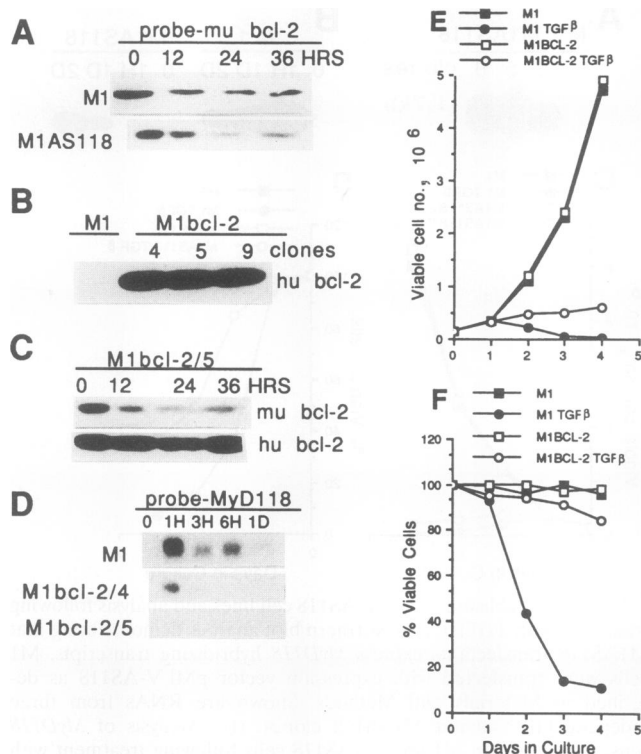 A
probe-mu bcl-2
0 12 24 36 HRS
M1
M1AS118
B
M1 M1bcl-2
4 5 9 clones
hu bcl-2
C
M1bcl-2/5
0 12 24 36 HRS
mu bcl-2
hu bcl-2
D
probe-MyD118
0 1H 3H 6H 1D
M1
M1bcl-2/4
M1bcl-2/5
E
M1
M1 TGFβ
M1BCL-2
M1BCL-2 TGFβ
Viable cell no., 10 6
5
4
3
2
1
0
0 1 2 3 4 5
F
M1
M1 TGFβ
M1BCL-2
M1BCL-2 TGFβ
% Viable Cells
120
100
80
60
40
20
0
0 1 2 3 4 5
Days in Culture